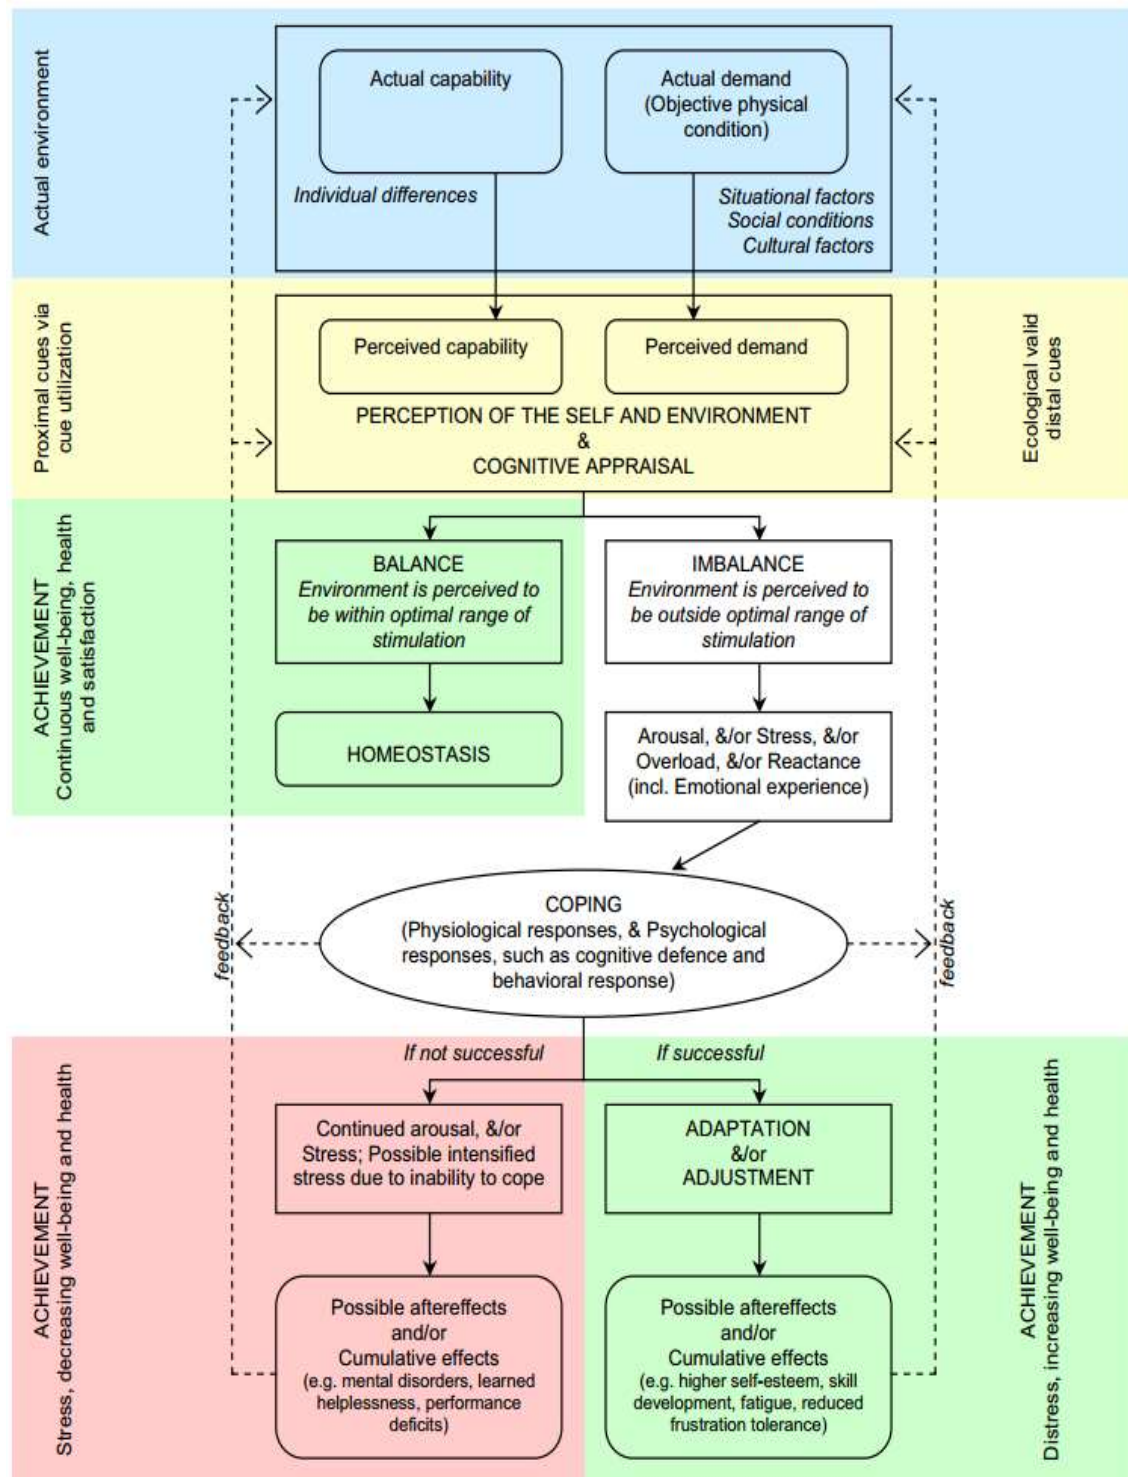 Actual environment
Actual capability
Actual demand
(Objective physical
condition)
Individual differences
Situational factors
Social conditions
Cultural factors
Proximal cues via
cue utilization
Perceived capability
Perceived demand
PERCEPTION OF THE SELF AND ENVIRONMENT
&
COGNITIVE APPRAISAL
Ecological valid
distal cues
ACHIEVEMENT
Continuous well-being, health
and satisfaction
BALANCE
Environment is perceived to
be within optimal range of
stimulation
IMBALANCE
Environment is perceived to
be outside optimal range of
stimulation
HOMEOSTASIS
Arousal, &/or Stress, &/or
Overload, &/or Reactance
(incl. Emotional experience)
feedback
COPING
(Physiological responses, & Psychological
responses, such as cognitive defence and
behavioral response)
feedback
If not successful
If successful
ACHIEVEMENT
Stress, decreasing well-being and health
Continued arousal, &/or
Stress; Possible intensified
stress due to inability to cope
ADAPTATION
&/or
ADJUSTMENT
Possible aftereffects
and/or
Cumulative effects
(e.g. mental disorders, learned
helplessness, performance
deficits)
Possible aftereffects
and/or
Cumulative effects
(e.g. higher self-esteem, skill
development, fatigue, reduced
frustration tolerance)
ACHIEVEMENT
Distress, increasing well-being and health